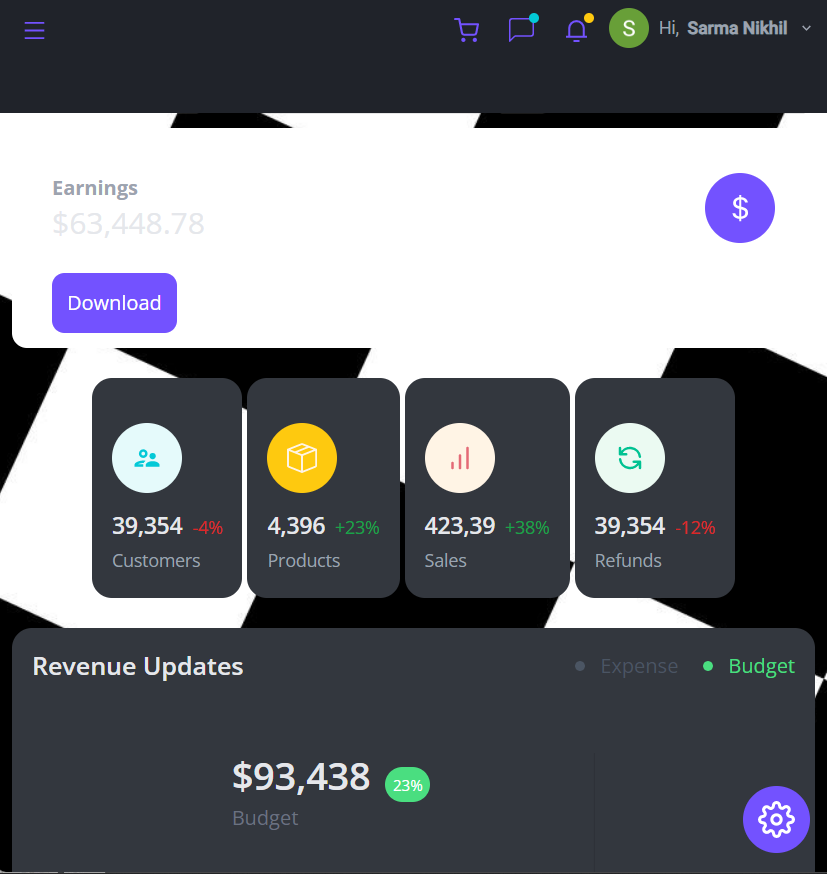 S Hi, Sarma Nikhil
Earnings
$63,448.78
$
Download
39,354 -4%
Customers
4,396 +23%
Products
423,39 +38%
Sales
39,354 -12%
Refunds
Revenue Updates
Expense
Budget
$93,438 23%
Budget